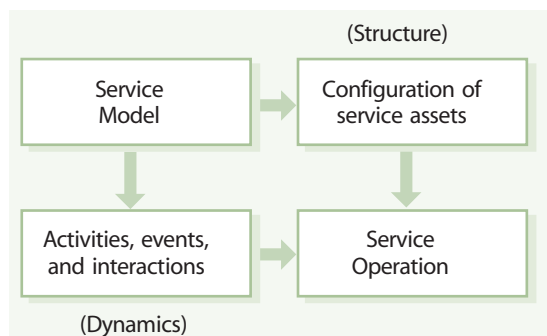 (Structure)
Service
Model
Configuration of
service assets
Activities, events,
and interactions
Service
Operation
(Dynamics)